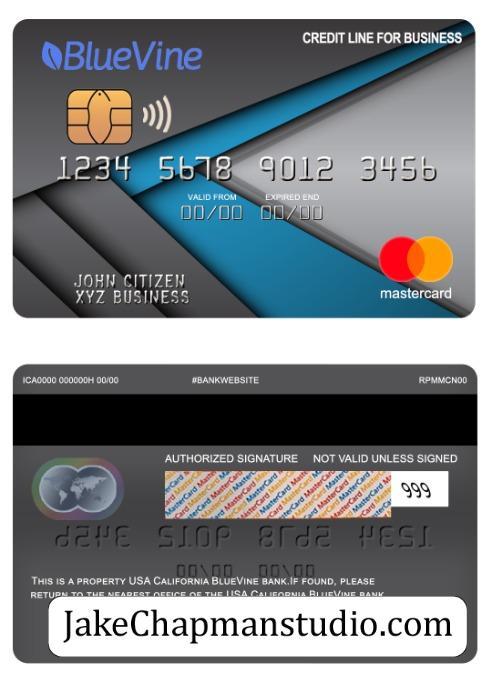 BlueVine
CREDIT LINE FOR BUSINESS
1234 5678 9012 3456
VALID FROM EXPIRED END
00/00 00/00
JOHN CITIZEN
XYZ BUSINESS
mastercard
ICA0000 000000H 00/00 #BANKWEBSITE RPMMCN00
AUTHORIZED SIGNATURE NOT VALID UNLESS SIGNED
MasterCard MasterCard MasterCard
999
THIS IS A PROPERTY USA CALIFORNIA BLUEVINE BANK.IF FOUND, PLEASE
RETURN TO THE NEAREST OFFICE OF THE USA CALIFORNIA BLUEVINE BANK
JakeChapmanstudio.com